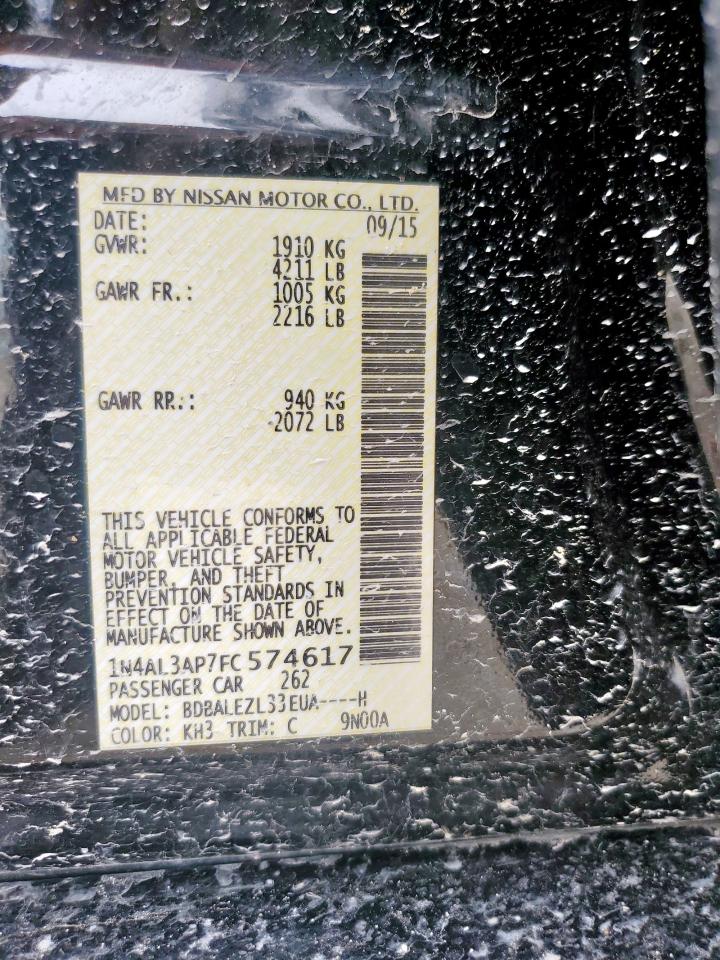 MFD BY NISSAN MOTOR CO., LTD.
DATE: 09/15
GVWR: 1910 KG
4211 LB
GAWR FR.: 1005 KG
2216 LB
GAWR RR.: 940 KG
2072 LB
THIS VEHICLE CONFORMS TO
ALL APPLICABLE FEDERAL
MOTOR VEHICLE SAFETY,
BUMPER, AND THEFT
PREVENTION STANDARDS IN
EFFECT ON THE DATE OF
MANUFACTURE SHOWN ABOVE.
1N4AL3AP7FC574617
PASSENGER CAR 262
MODEL: BDBALEZL33EUA----H
COLOR: KH3 TRIM: C 9N00A